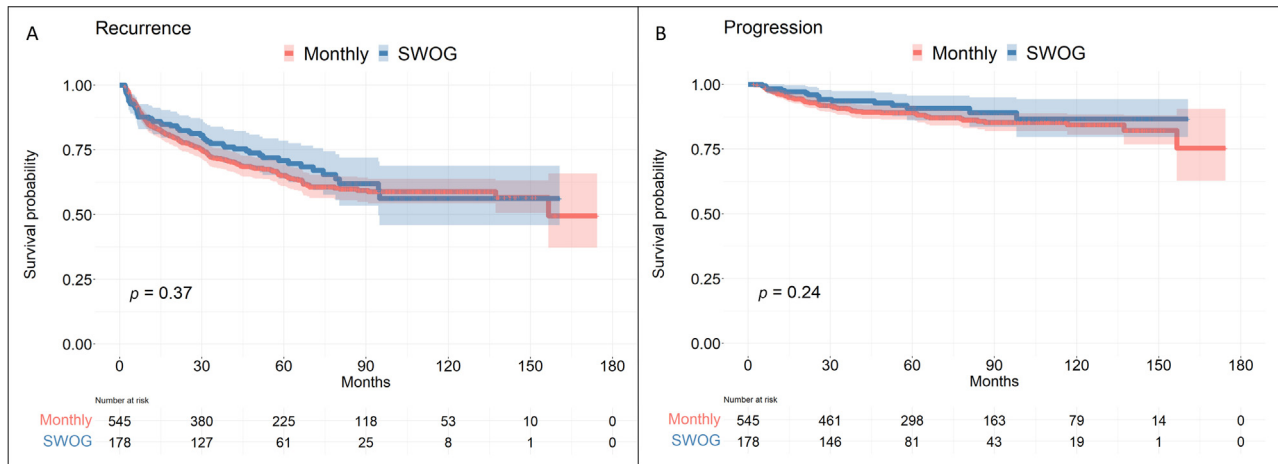 A Recurrence
Monthly SWOG
1.00
0.75
0.50
0.25
0.00
Survival probability
p = 0.37
0 30 60 90 120 150 180
Months
Number at risk
Monthly 545 380 225 118 53 10 0
SWOG 178 127 61 25 8 1 0
B Progression
Monthly SWOG
1.00
0.75
0.50
0.25
0.00
Survival probability
p = 0.24
0 30 60 90 120 150 180
Months
Number at risk
Monthly 545 461 298 163 79 14 0
SWOG 178 146 81 43 19 1 0